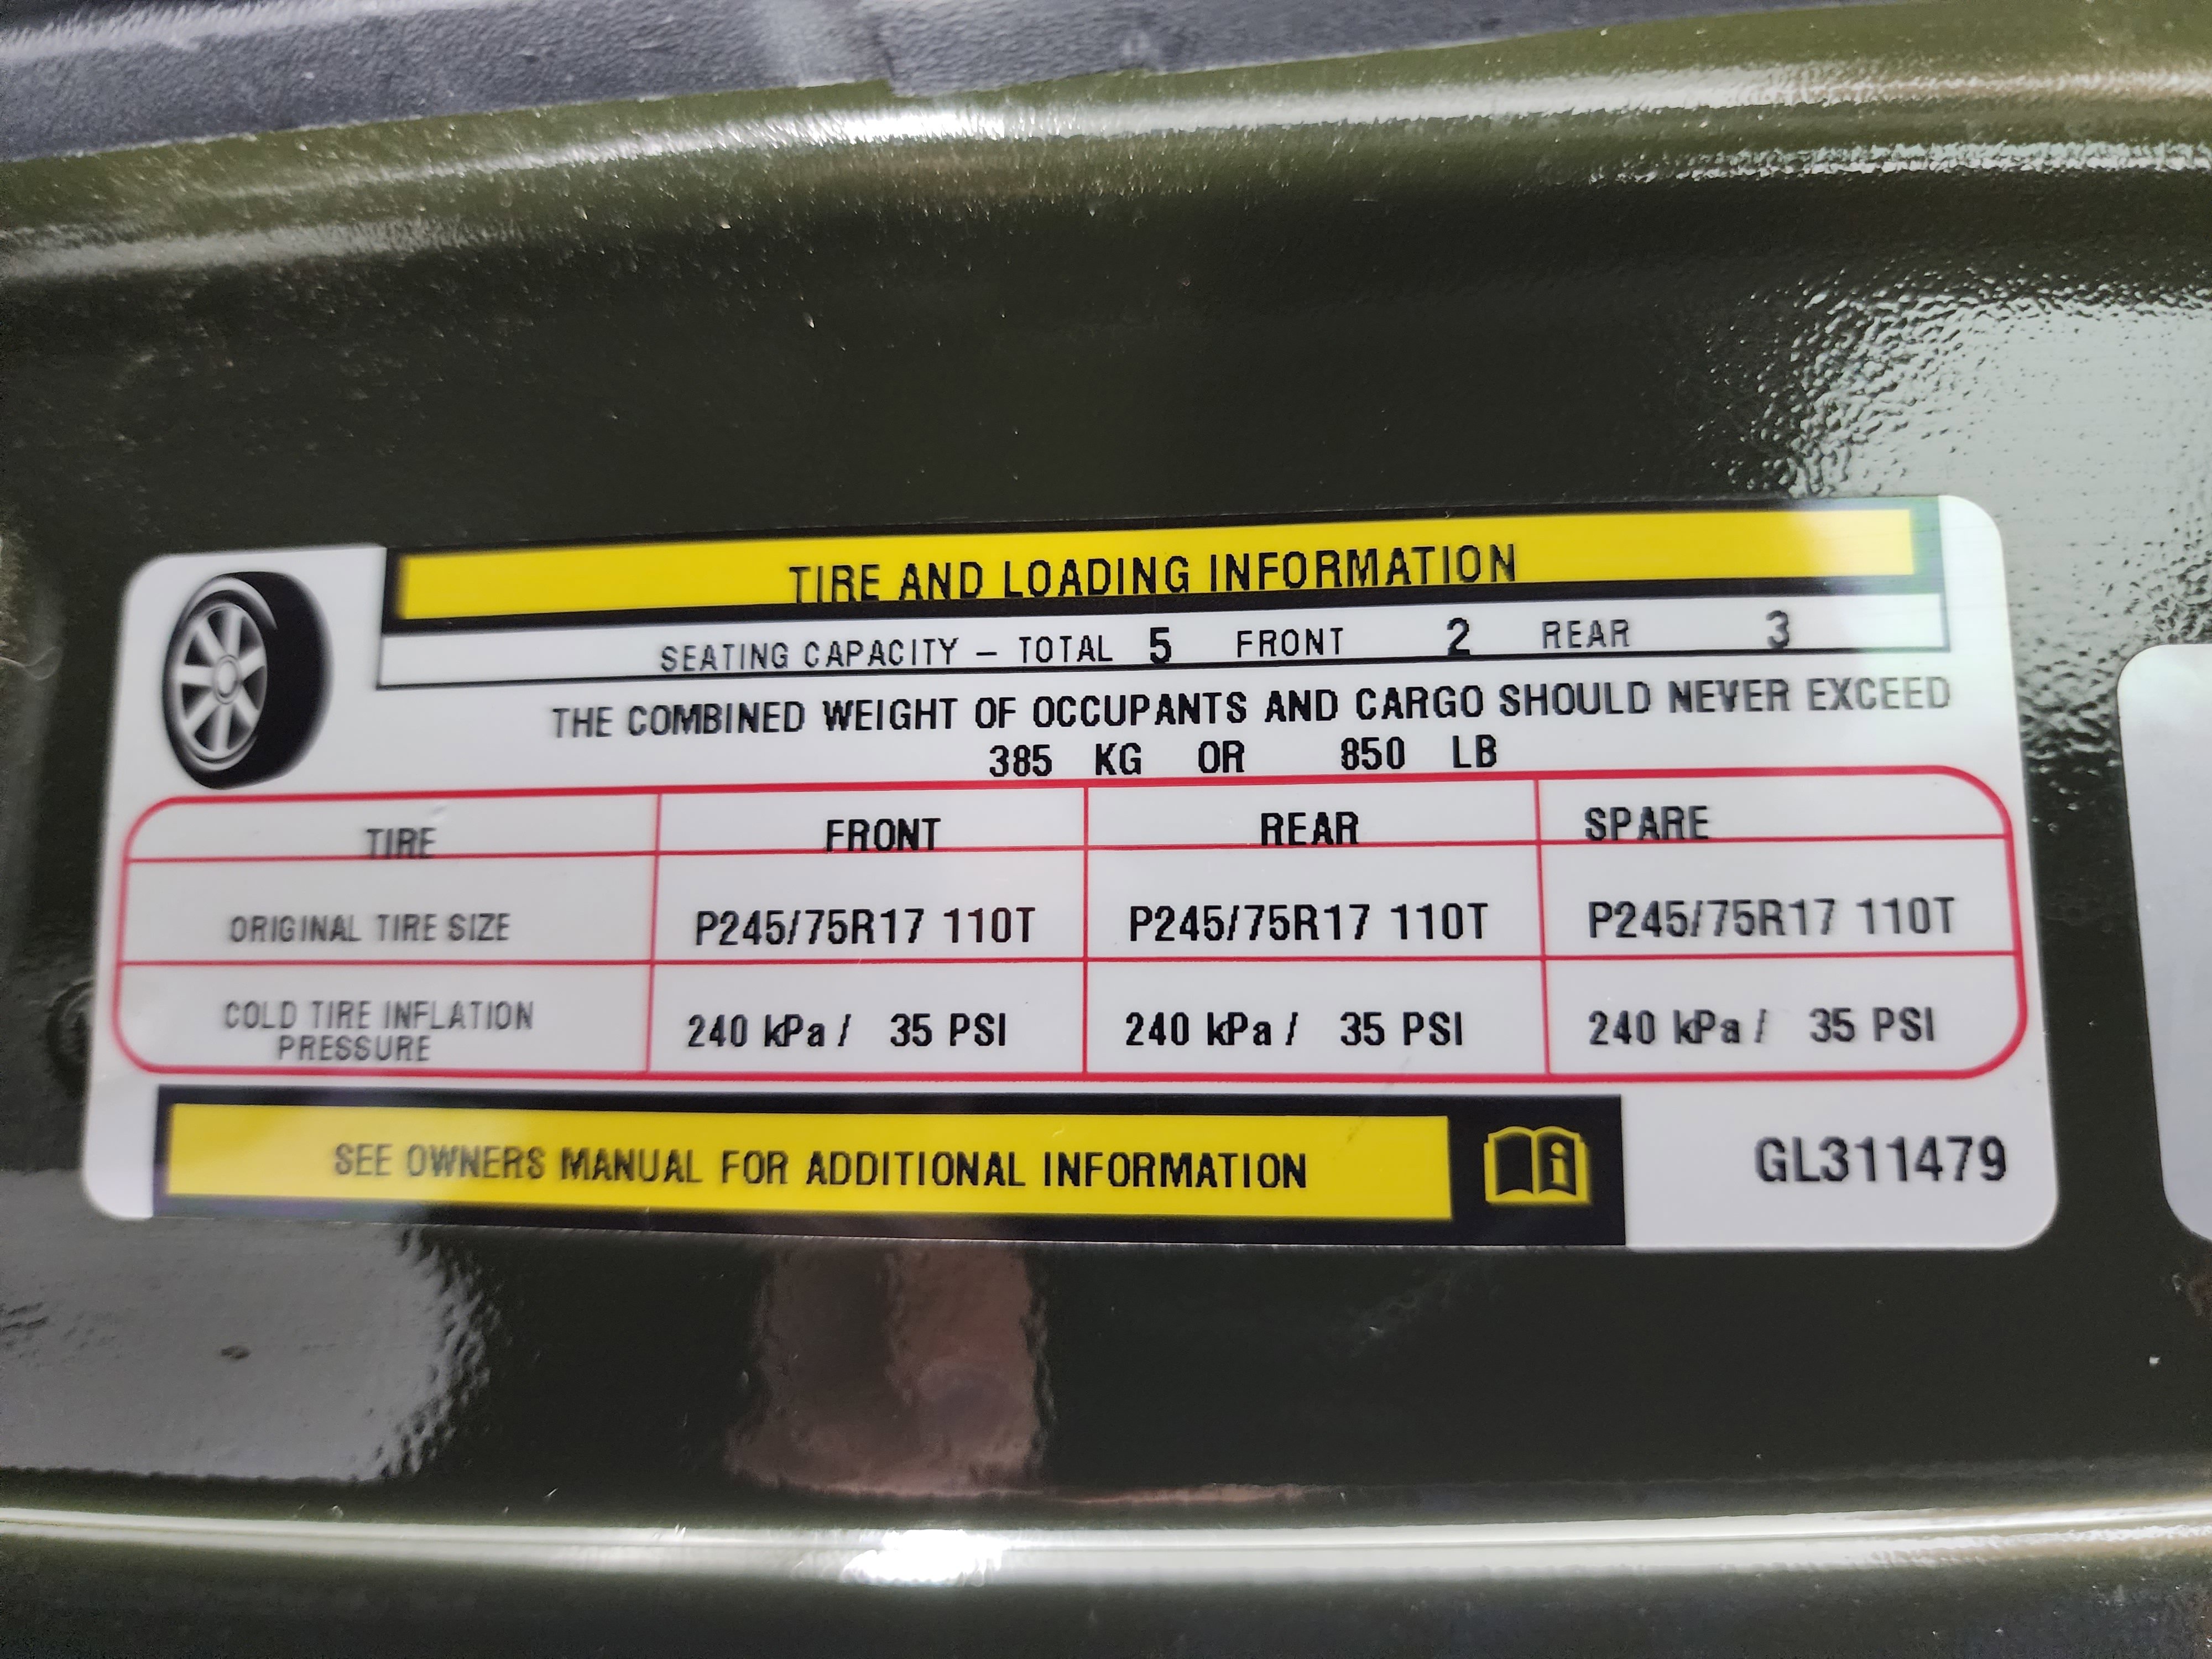 TIRE AND LOADING INFORMATION
SEATING CAPACITY – TOTAL 5 FRONT 2 REAR 3
THE COMBINED WEIGHT OF OCCUPANTS AND CARGO SHOULD NEVER EXCEED
385 KG OR 850 LB
TIRE FRONT REAR SPARE
ORIGINAL TIRE SIZE P245/75R17 110T P245/75R17 110T P245/75R17 110T
COLD TIRE INFLATION
PRESSURE 240 kPa / 35 PSI 240 kPa / 35 PSI 240 kPa / 35 PSI
SEE OWNERS MANUAL FOR ADDITIONAL INFORMATION
GL311479